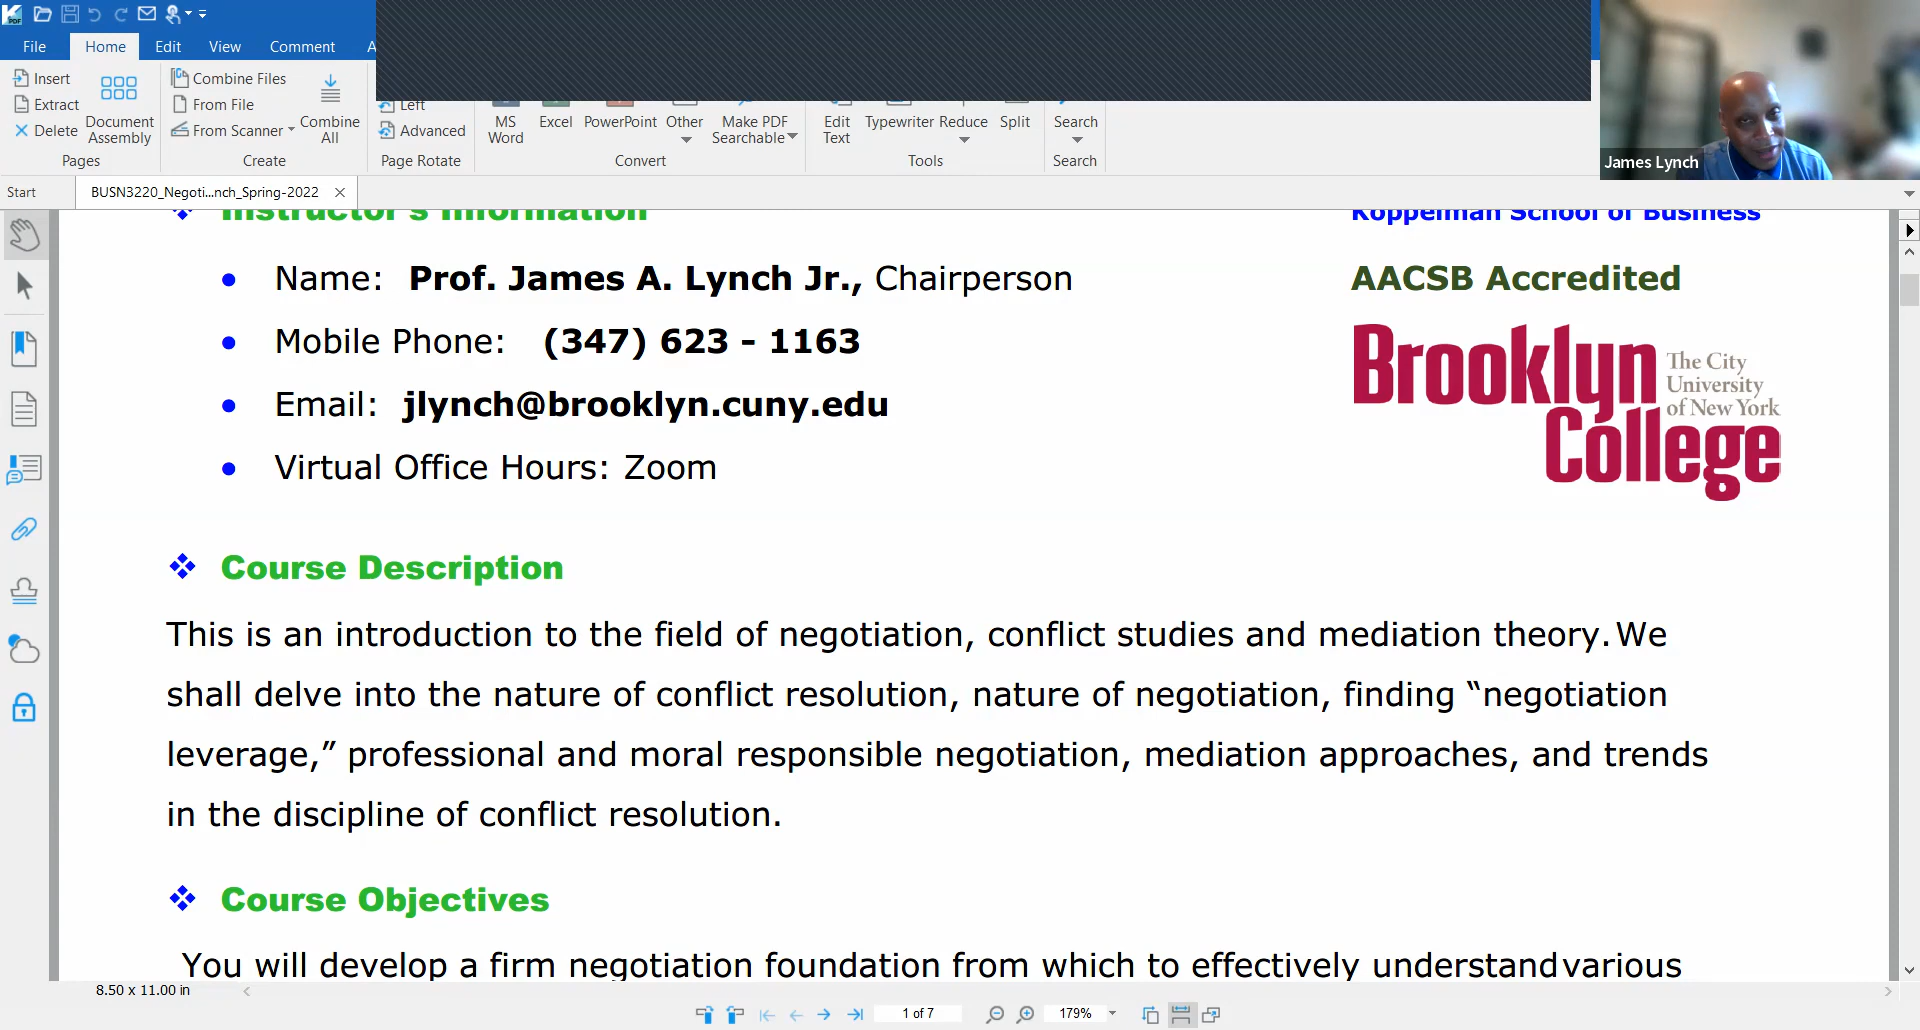 File Home Edit View Comment A
Insert
Extract
Delete
Document
Assembly
Pages
Combine Files
From File
From Scanner
Combine
All
Create
Left
Advanced
Page Rotate
MS
Word
Excel
PowerPoint
Other
Make PDF
Searchable
Convert
Edit
Text
Typewriter
Reduce
Split
Tools
Search
Search
James Lynch
Start
BUSN3220_Negoti...nch_Spring-2022
Instructor's Information
Koppelman School of Business
Name: Prof. James A. Lynch Jr., Chairperson
AACSB Accredited
Mobile Phone: (347) 623 - 1163
Email: jlynch@brooklyn.cuny.edu
Virtual Office Hours: Zoom
Brooklyn
College
The City
University
of New York
Course Description
This is an introduction to the field of negotiation, conflict studies and mediation theory. We
shall delve into the nature of conflict resolution, nature of negotiation, finding “negotiation
leverage,” professional and moral responsible negotiation, mediation approaches, and trends
in the discipline of conflict resolution.
Course Objectives
You will develop a firm negotiation foundation from which to effectively understand various
8.50 x 11.00 in
1 of 7
179%